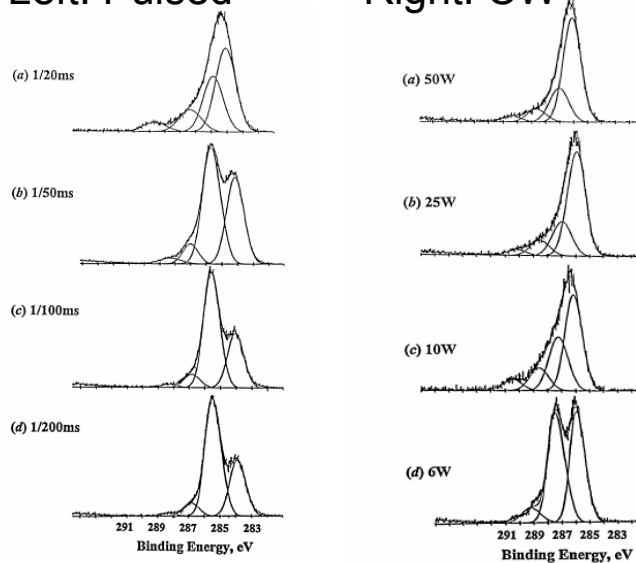 Left: Pulsed
Right: CW
(a) 1/20ms
(b) 1/50ms
(c) 1/100ms
(d) 1/200ms
291 289 287 285 283
Binding Energy, eV
(a) 50W
(b) 25W
(c) 10W
(d) 6W
291 289 287 285 283
Binding Energy, eV